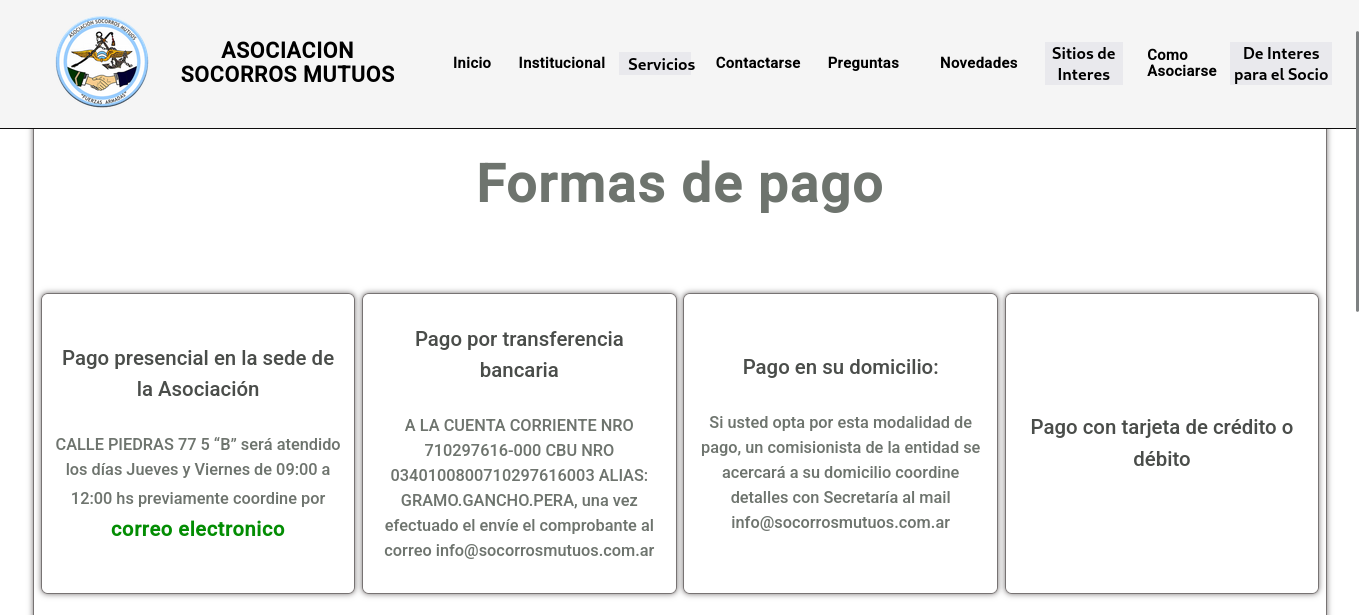 ASOCIACIÓN SOCORROS MUTUOS
"FUERZAS ARMADAS"
ASOCIACION
SOCORROS MUTUOS
Inicio
Institucional
Servicios
Contactarse
Preguntas
Novedades
Sitios de
Interes
Como
Asociarse
De Interes
para el Socio
Formas de pago
Pago presencial en la sede de
la Asociación
CALLE PIEDRAS 77 5 “B” será atendido
los días Jueves y Viernes de 09:00 a
12:00 hs previamente coordine por
correo electronico
Pago por transferencia
bancaria
A LA CUENTA CORRIENTE NRO
710297616-000 CBU NRO
0340100800710297616003 ALIAS:
GRAMO.GANCHO.PERA, una vez
efectuado el envíe el comprobante al
correo info@socorrosmutuos.com.ar
Pago en su domicilio:
Si usted opta por esta modalidad de
pago, un comisionista de la entidad se
acercará a su domicilio coordine
detalles con Secretaría al mail
info@socorrosmutuos.com.ar
Pago con tarjeta de crédito o
débito